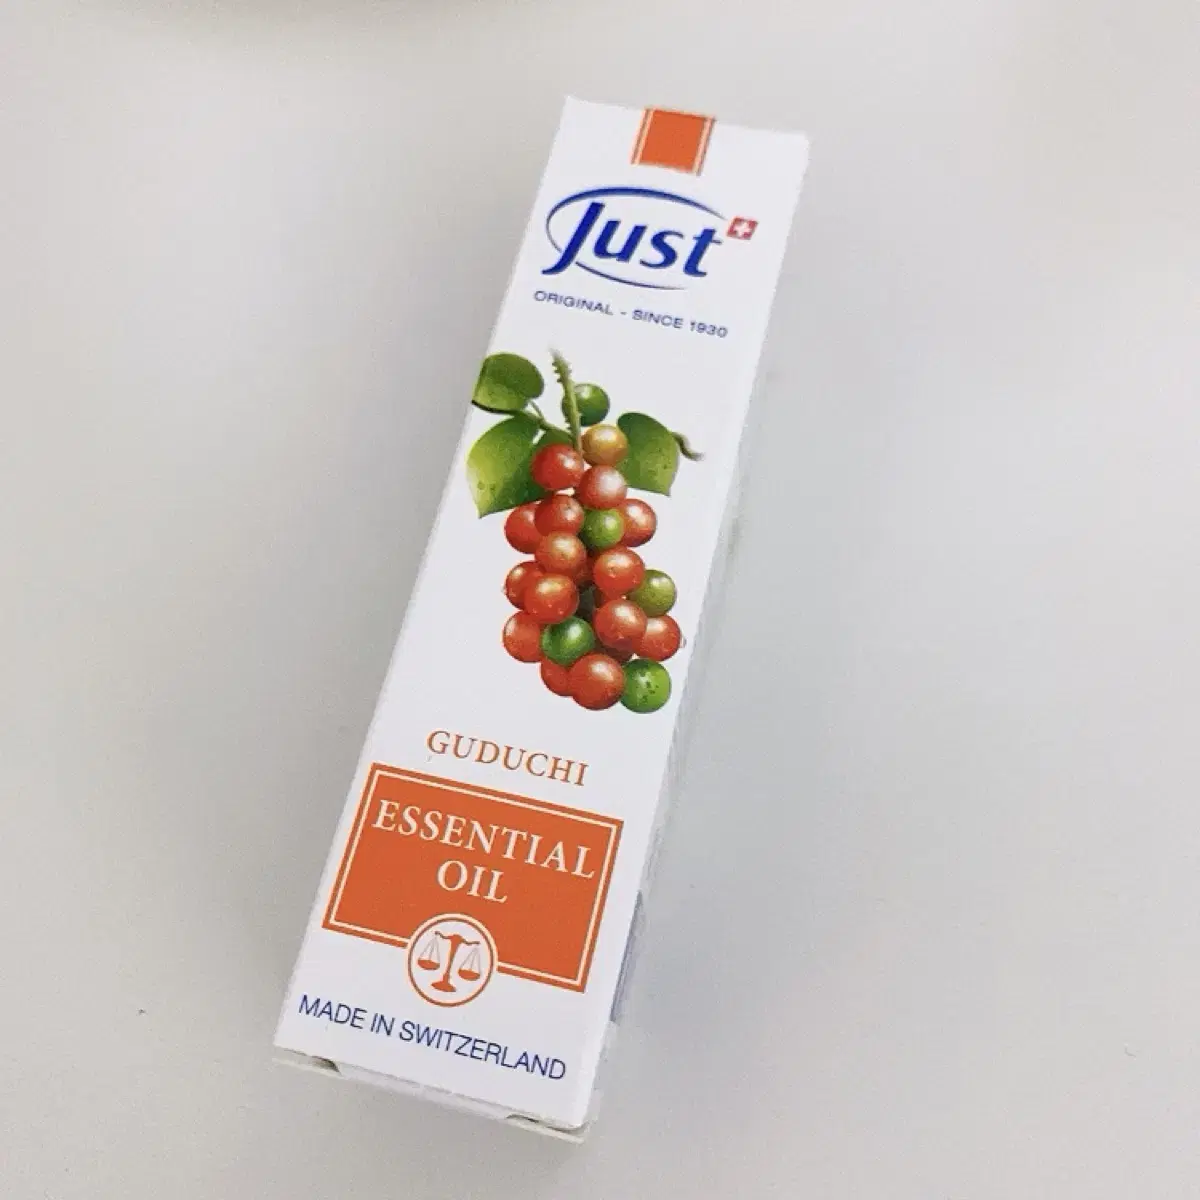 Just
ORIGINAL - SINCE 1930
GUDUCHI
ESSENTIAL
OIL
MADE IN SWITZERLAND